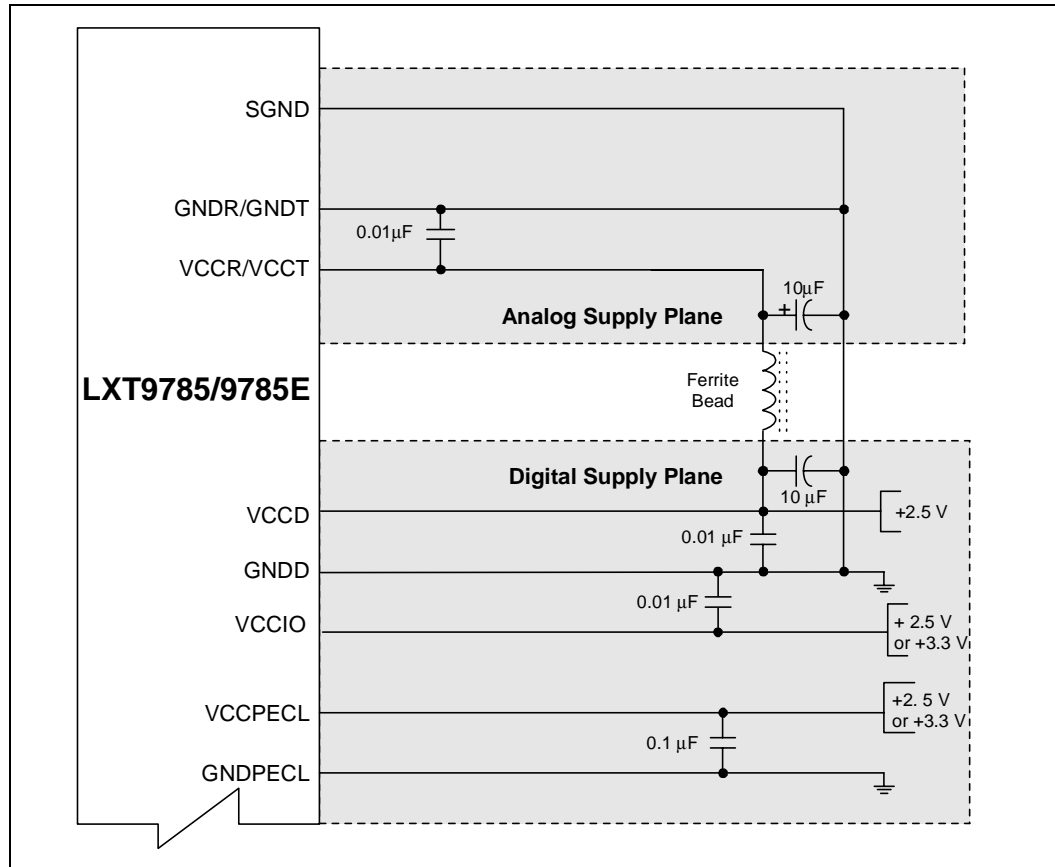 SGND
GNDR/GNDT
0.01µF
VCCR/VCCT
10µF
+
Analog Supply Plane
LXT9785/9785E
Ferrite
Bead
Digital Supply Plane
10 µF
VCCD
+2.5 V
0.01 µF
GNDD
0.01 µF
VCCIO
+ 2.5 V
or +3.3 V
VCCPECL
+2. 5 V
or +3.3 V
0.1 µF
GNDPECL